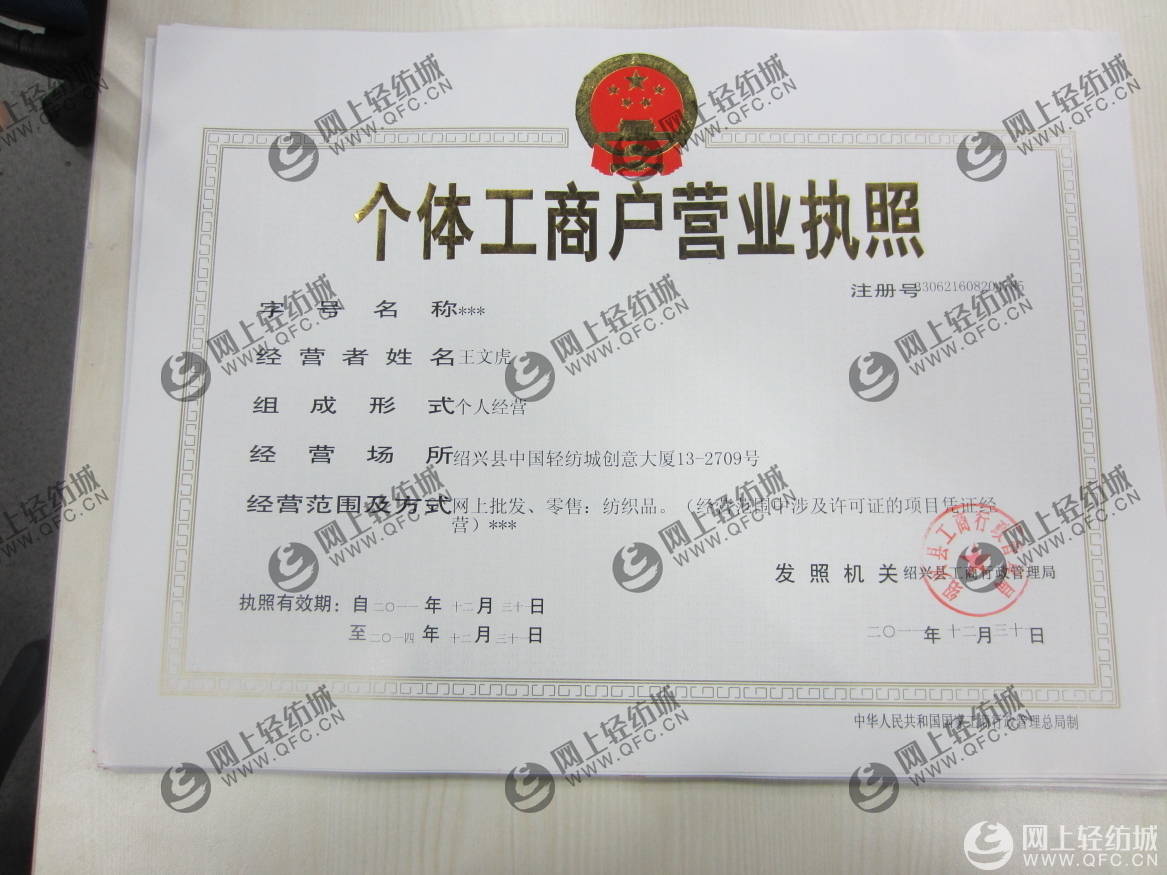 个体工商户营业执照
注册号
字号名称***
经营者姓名王文虎
组成形式个人经营
经营场所绍兴县中国轻纺城创意大厦13-2709号
经营范围及方式网上批发、零售：纺织品。（经营范围中涉及许可证的项目凭证经
营）***
发照机关绍兴县工商行政管理局
执照有效期：自二〇一一年十二月三十一日
至二〇一四年十二月三十一日
二〇一一年十二月三十一日
中华人民共和国国家工商行政管理总局制
网上轻纺城
WWW.QFC.CN